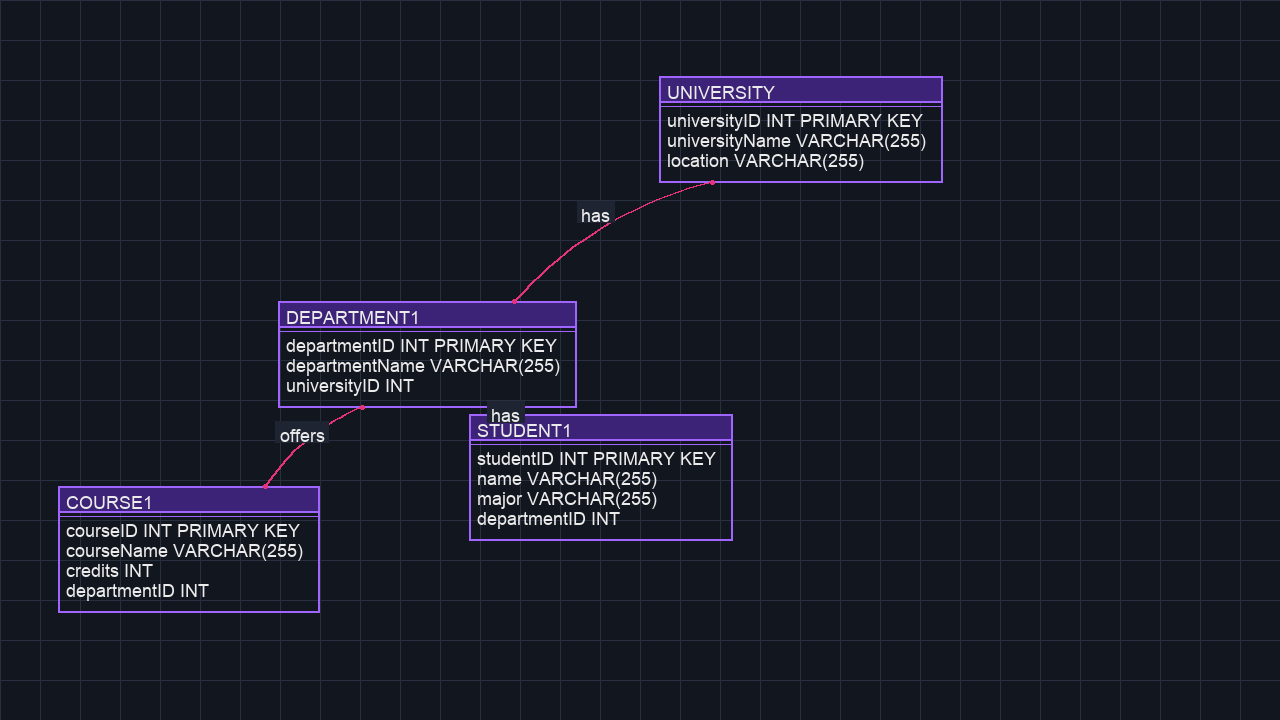 UNIVERSITY
universityID INT PRIMARY KEY
universityName VARCHAR(255)
location VARCHAR(255)
has
DEPARTMENT1
departmentID INT PRIMARY KEY
departmentName VARCHAR(255)
universityID INT
has
offers
STUDENT1
studentID INT PRIMARY KEY
name VARCHAR(255)
major VARCHAR(255)
departmentID INT
COURSE1
courseID INT PRIMARY KEY
courseName VARCHAR(255)
credits INT
departmentID INT